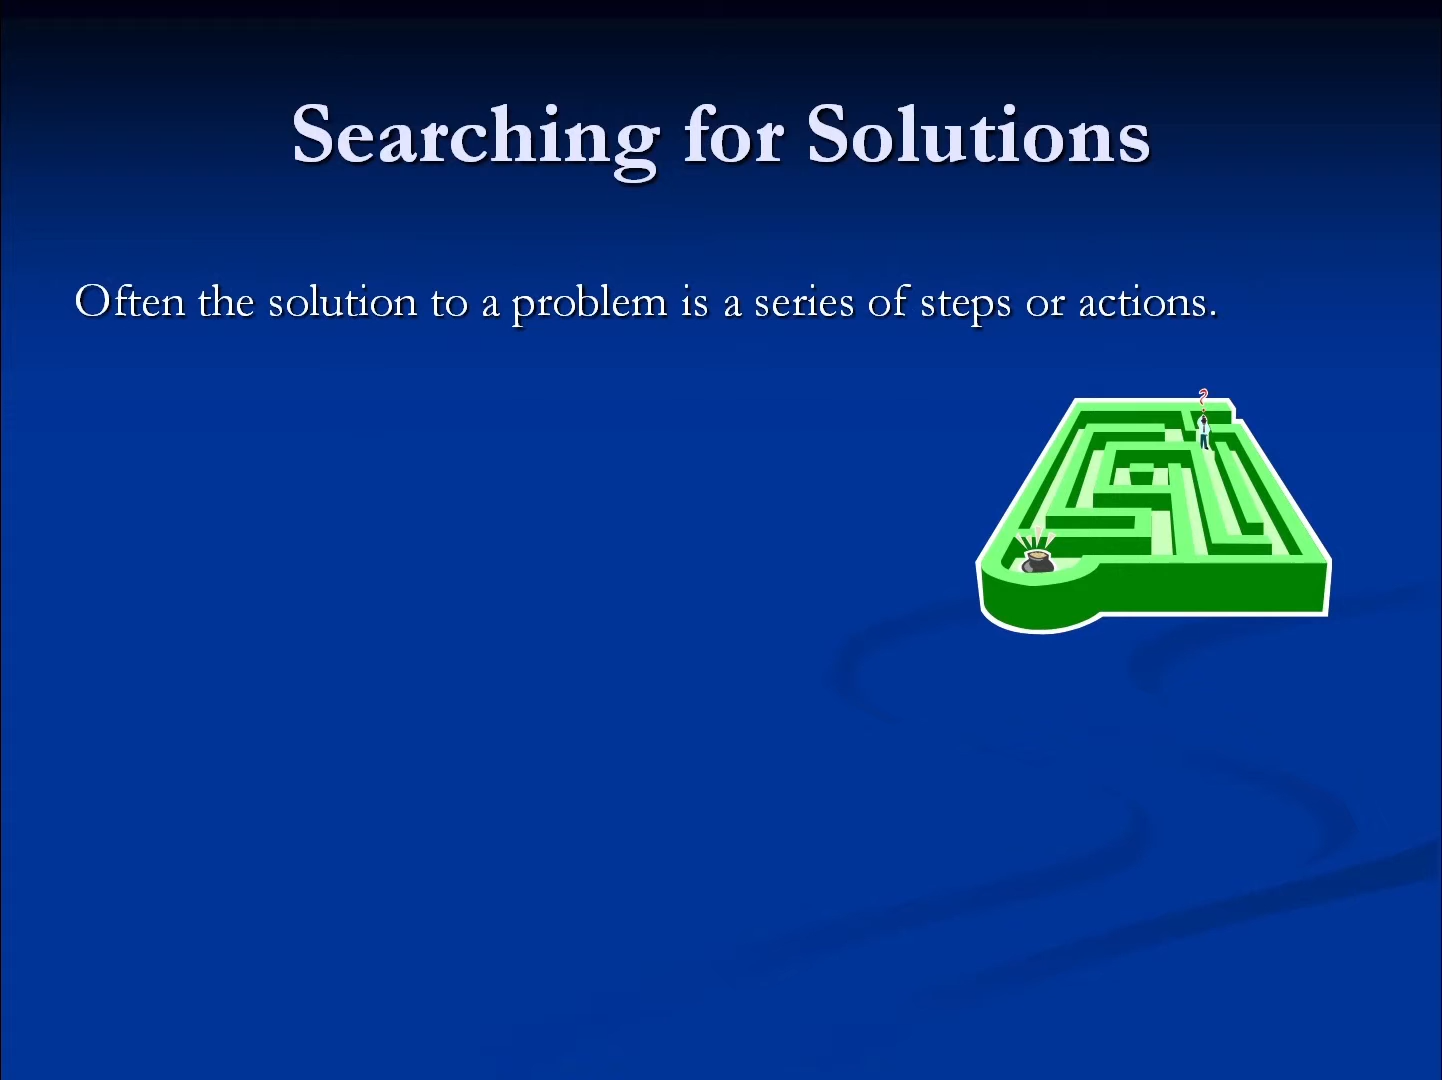 Searching for Solutions
Often the solution to a problem is a series of steps or actions.
?